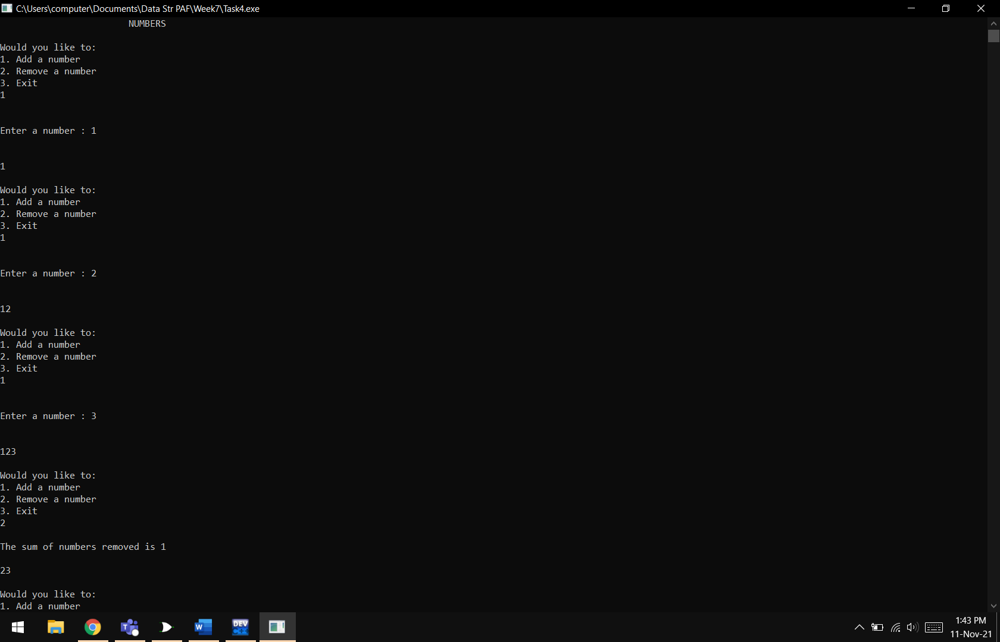 C:\Users\computer\Documents\Data Str PAF\Week7\Task4.exe
NUMBERS
Would you like to:
1. Add a number
2. Remove a number
3. Exit
1
Enter a number : 1
1
Would you like to:
1. Add a number
2. Remove a number
3. Exit
1
Enter a number : 2
12
Would you like to:
1. Add a number
2. Remove a number
3. Exit
1
Enter a number : 3
123
Would you like to:
1. Add a number
2. Remove a number
3. Exit
2
The sum of numbers removed is 1
23
Would you like to:
1. Add a number
T
W
DEV
C++
1:43 PM
11-Nov-21